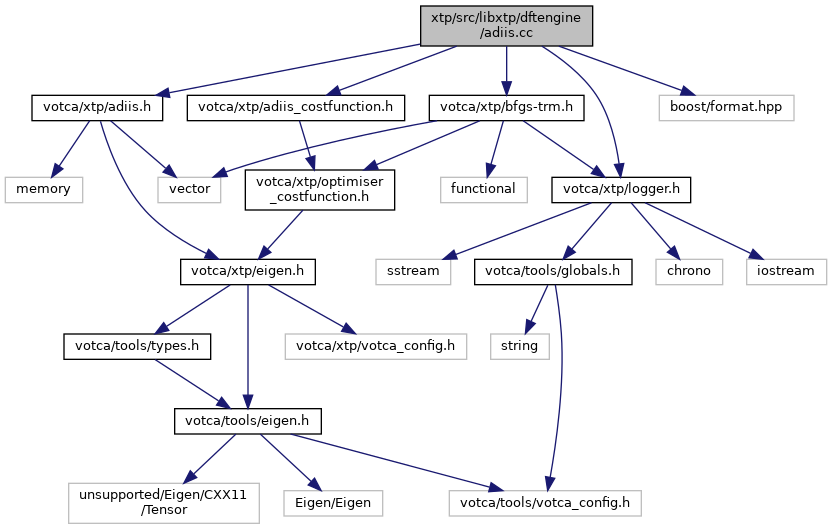 xtp/src/libxtp/dftengine
/adiis.cc
votca/xtp/adiis.h
votca/xtp/adiis_costfunction.h
votca/xtp/bfgs-trm.h
boost/format.hpp
memory
vector
votca/xtp/optimiser
_costfunction.h
functional
votca/xtp/logger.h
votca/xtp/eigen.h
sstream
votca/tools/globals.h
chrono
iostream
votca/tools/types.h
votca/xtp/votca_config.h
string
votca/tools/eigen.h
unsupported/Eigen/CXX11
/Tensor
Eigen/Eigen
votca/tools/votca_config.h